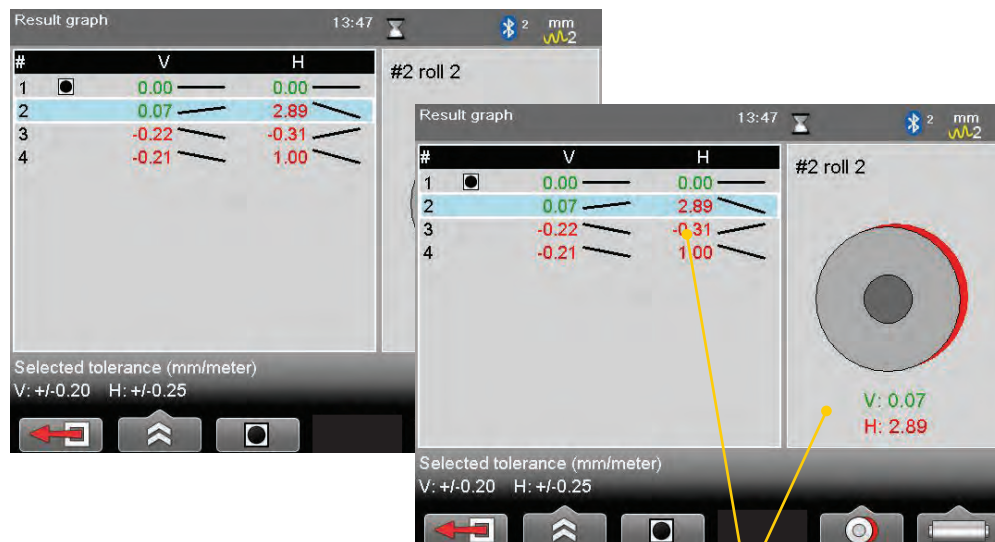 Result graph 13:47 2 mm
2
# V H
1 0.00 0.00
2 0.07 2.89
3 -0.22 -0.31
4 -0.21 1.00
#2 roll 2
Selected tolerance (mm/meter)
V: +/-0.20 H: +/-0.25
Result graph 13:47 2 mm
2
# V H
1 0.00 0.00
2 0.07 2.89
3 -0.22 -0.31
4 -0.21 1.00
#2 roll 2
V: 0.07
H: 2.89
Selected tolerance (mm/meter)
V: +/-0.20 H: +/-0.25